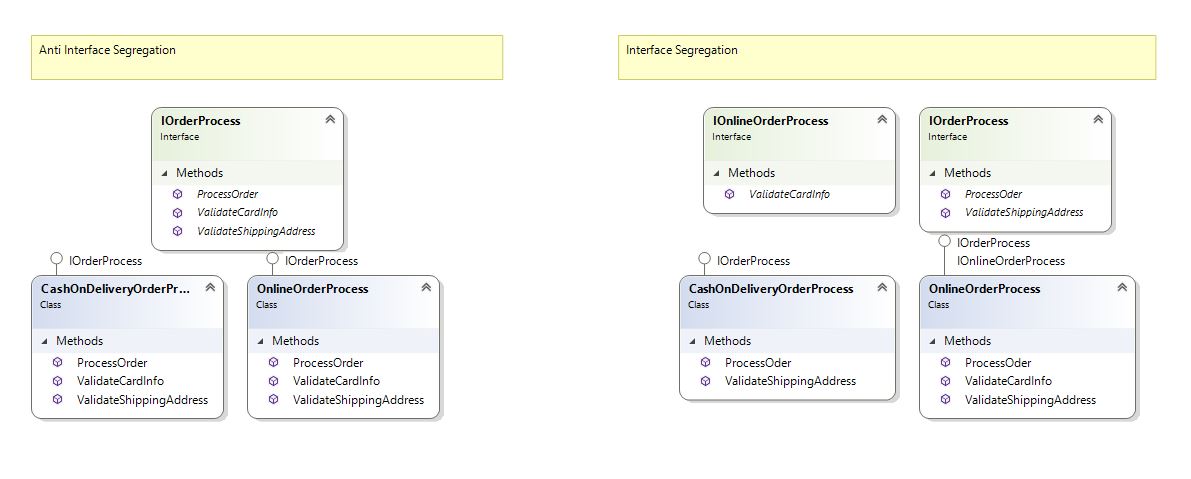 Anti Interface Segregation
IOrderProcess
Interface
Methods
ProcessOrder
ValidateCardInfo
ValidateShippingAddress
IOrderProcess
CashOnDeliveryOrderPr...
Class
Methods
ProcessOrder
ValidateCardInfo
ValidateShippingAddress
IOrderProcess
OnlineOrderProcess
Class
Methods
ProcessOrder
ValidateCardInfo
ValidateShippingAddress
Interface Segregation
IOnlineOrderProcess
Interface
Methods
ValidateCardInfo
IOrderProcess
Interface
Methods
ProcessOder
ValidateShippingAddress
IOrderProcess
CashOnDeliveryOrderProcess
Class
Methods
ProcessOder
ValidateShippingAddress
IOrderProcess
IOnlineOrderProcess
OnlineOrderProcess
Class
Methods
ProcessOder
ValidateCardInfo
ValidateShippingAddress